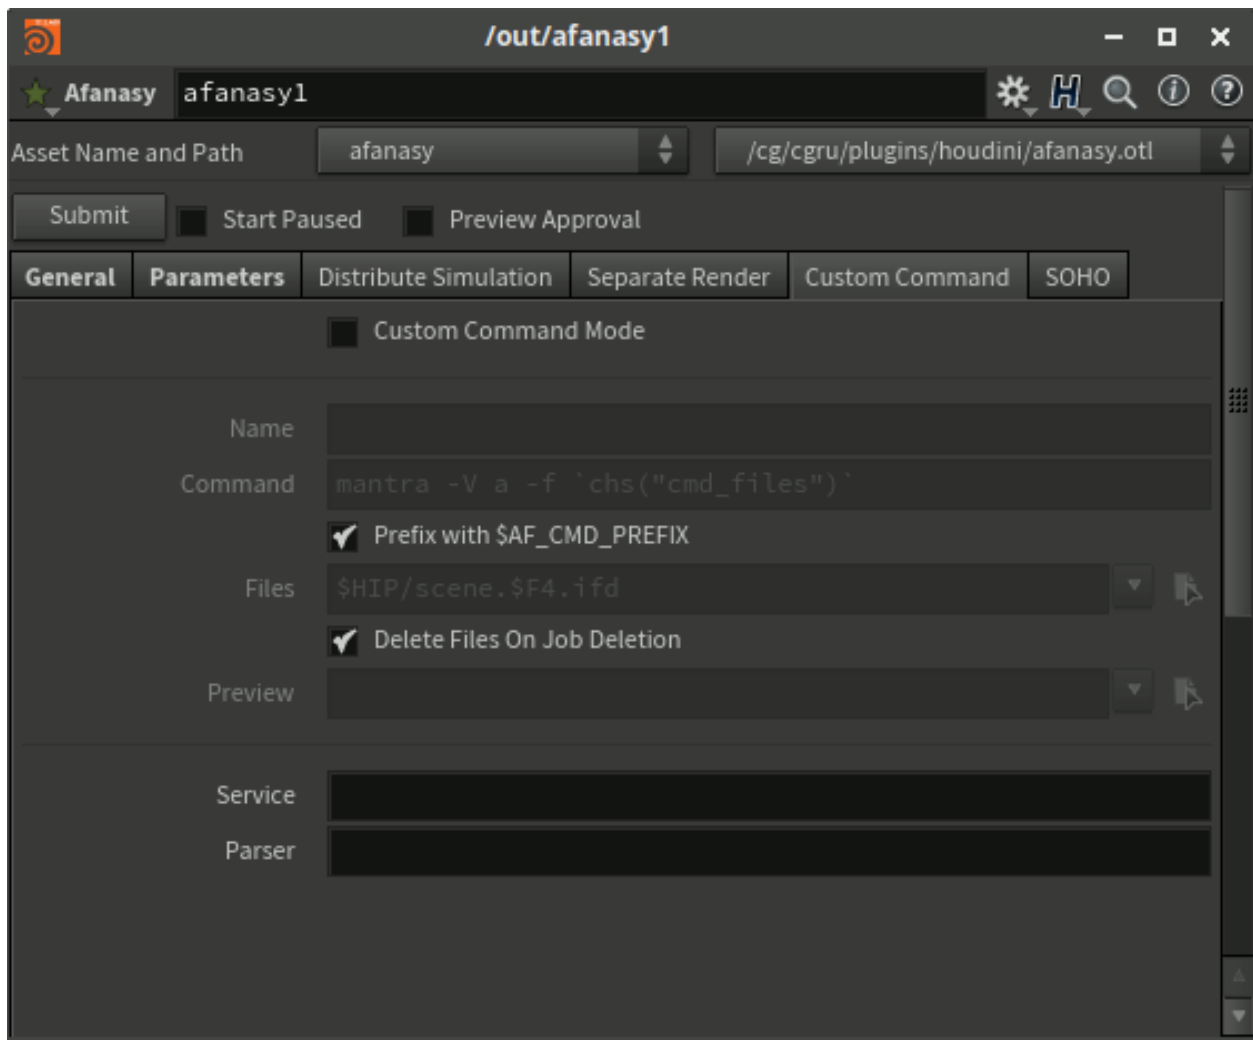 /out/afanasy1
Afanasy afanasy1
Asset Name and Path afanasy /cg/cgru/plugins/houdini/afanasy.otl
Submit Start Paused Preview Approval
General Parameters Distribute Simulation Separate Render Custom Command SOHO
Custom Command Mode
Name
Command mantra -V a -f `chs("cmd_files")`
Prefix with $AF_CMD_PREFIX
Files $HIP/scene.$F4.ifd
Delete Files On Job Deletion
Preview
Service
Parser